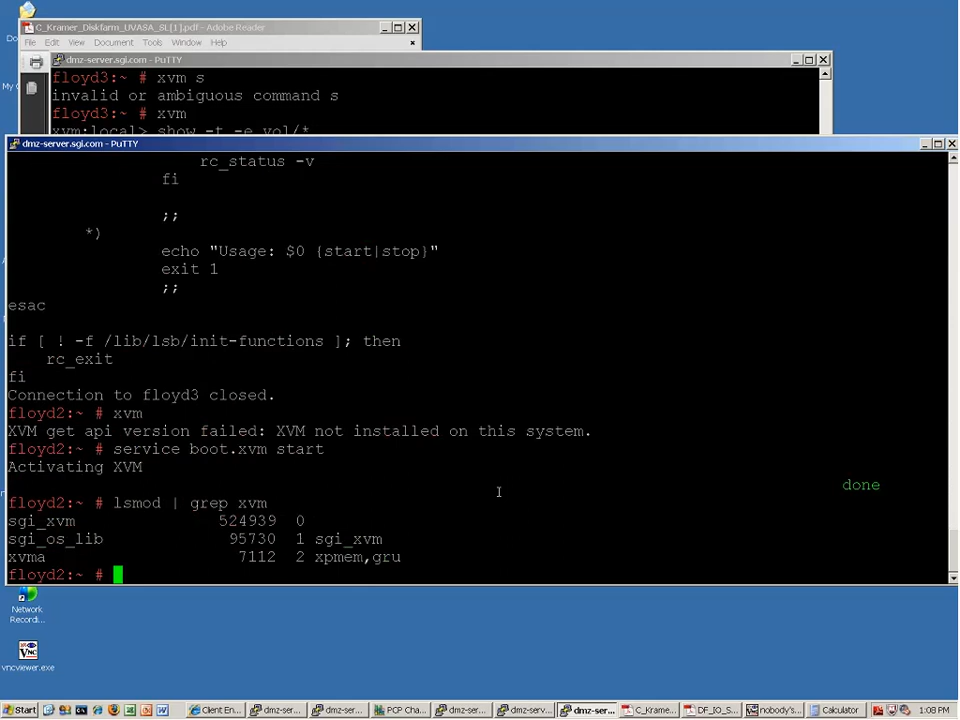 C_Kramer_Diskfarm_UVASA_SL[1].pdf - Adobe Reader
File Edit View Document Tools Window Help
dmz-server.sgi.com - PuTTY
floyd3:~ # xvm s
invalid or ambiguous command s
floyd3:~ # xvm
xvm:local> show -t -e vol/*
dmz-server.sgi.com - PuTTY
rc_status -v
fi
;;
*)
echo "Usage: $0 {start|stop}"
exit 1
;;
esac
if [ ! -f /lib/lsb/init-functions ]; then
rc_exit
fi
Connection to floyd3 closed.
floyd2:~ # xvm
XVM get api version failed: XVM not installed on this system.
floyd2:~ # service boot.xvm start
Activating XVM
done
floyd2:~ # lsmod | grep xvm
sgi_xvm 524939 0
sgi_os_lib 95730 1 sgi_xvm
xvma 7112 2 xpmem,gru
floyd2:~ #
Network
Recordi...
vncviewer.exe
Start Client En... dmz-ser... dmz-ser... PCP Cha... dmz-ser... dmz-serv... dmz-ser... C_Krame... DF_IO_S... nobody's... Calculator 1:08 PM